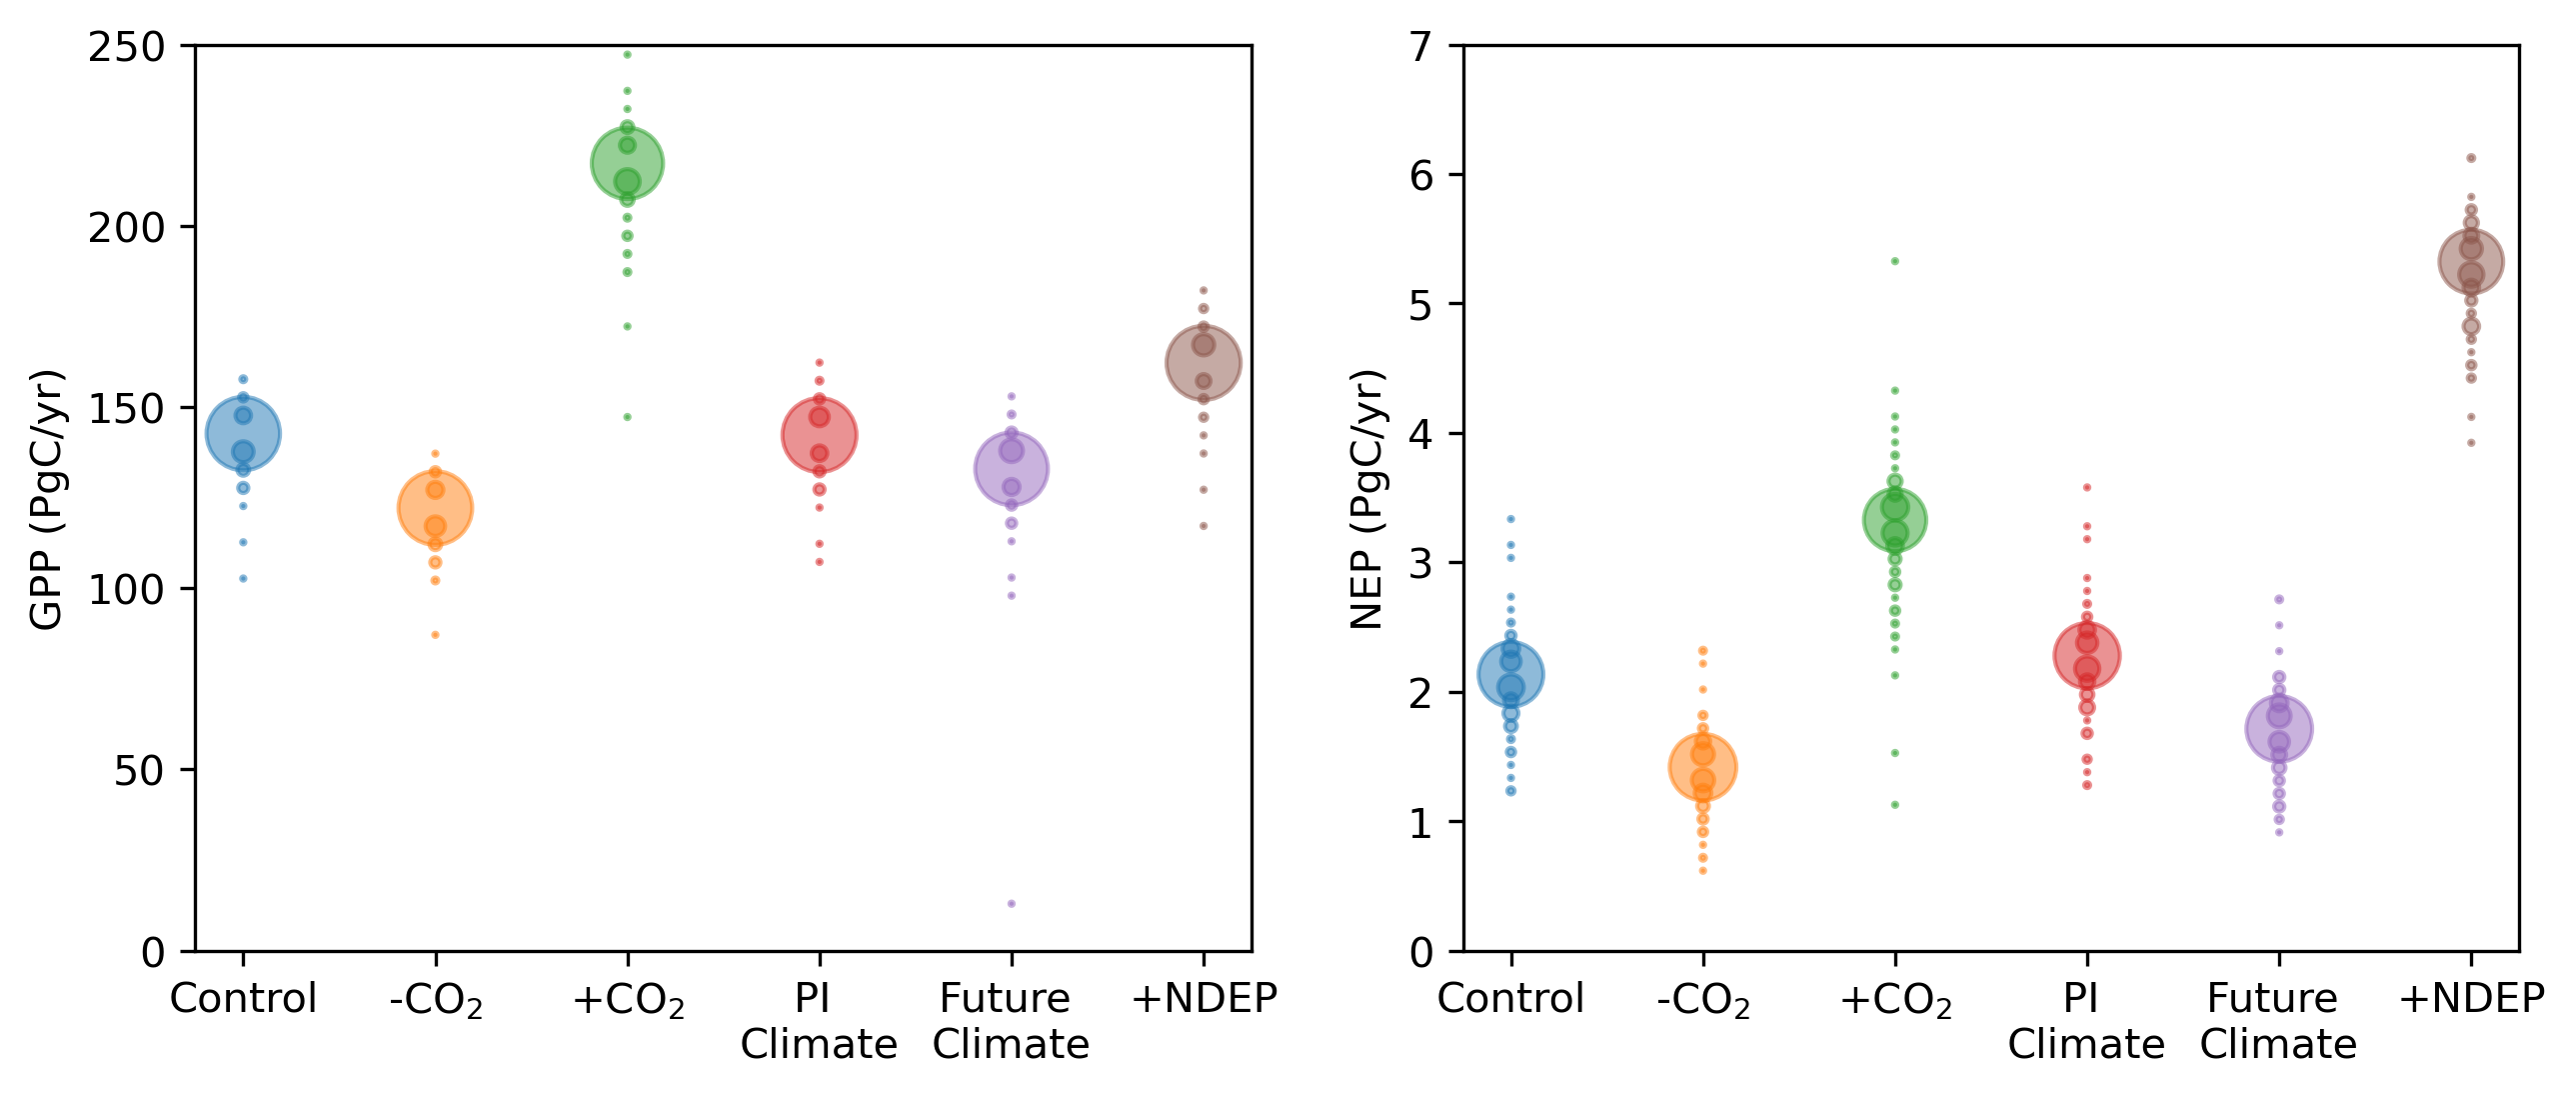 GPP (PgC/yr)
250
200
150
100
50
0
Control
-CO₂
+CO₂
PI
Climate
Future
Climate
+NDEP
NEP (PgC/yr)
7
6
5
4
3
2
1
0
Control
-CO₂
+CO₂
PI
Climate
Future
Climate
+NDEP